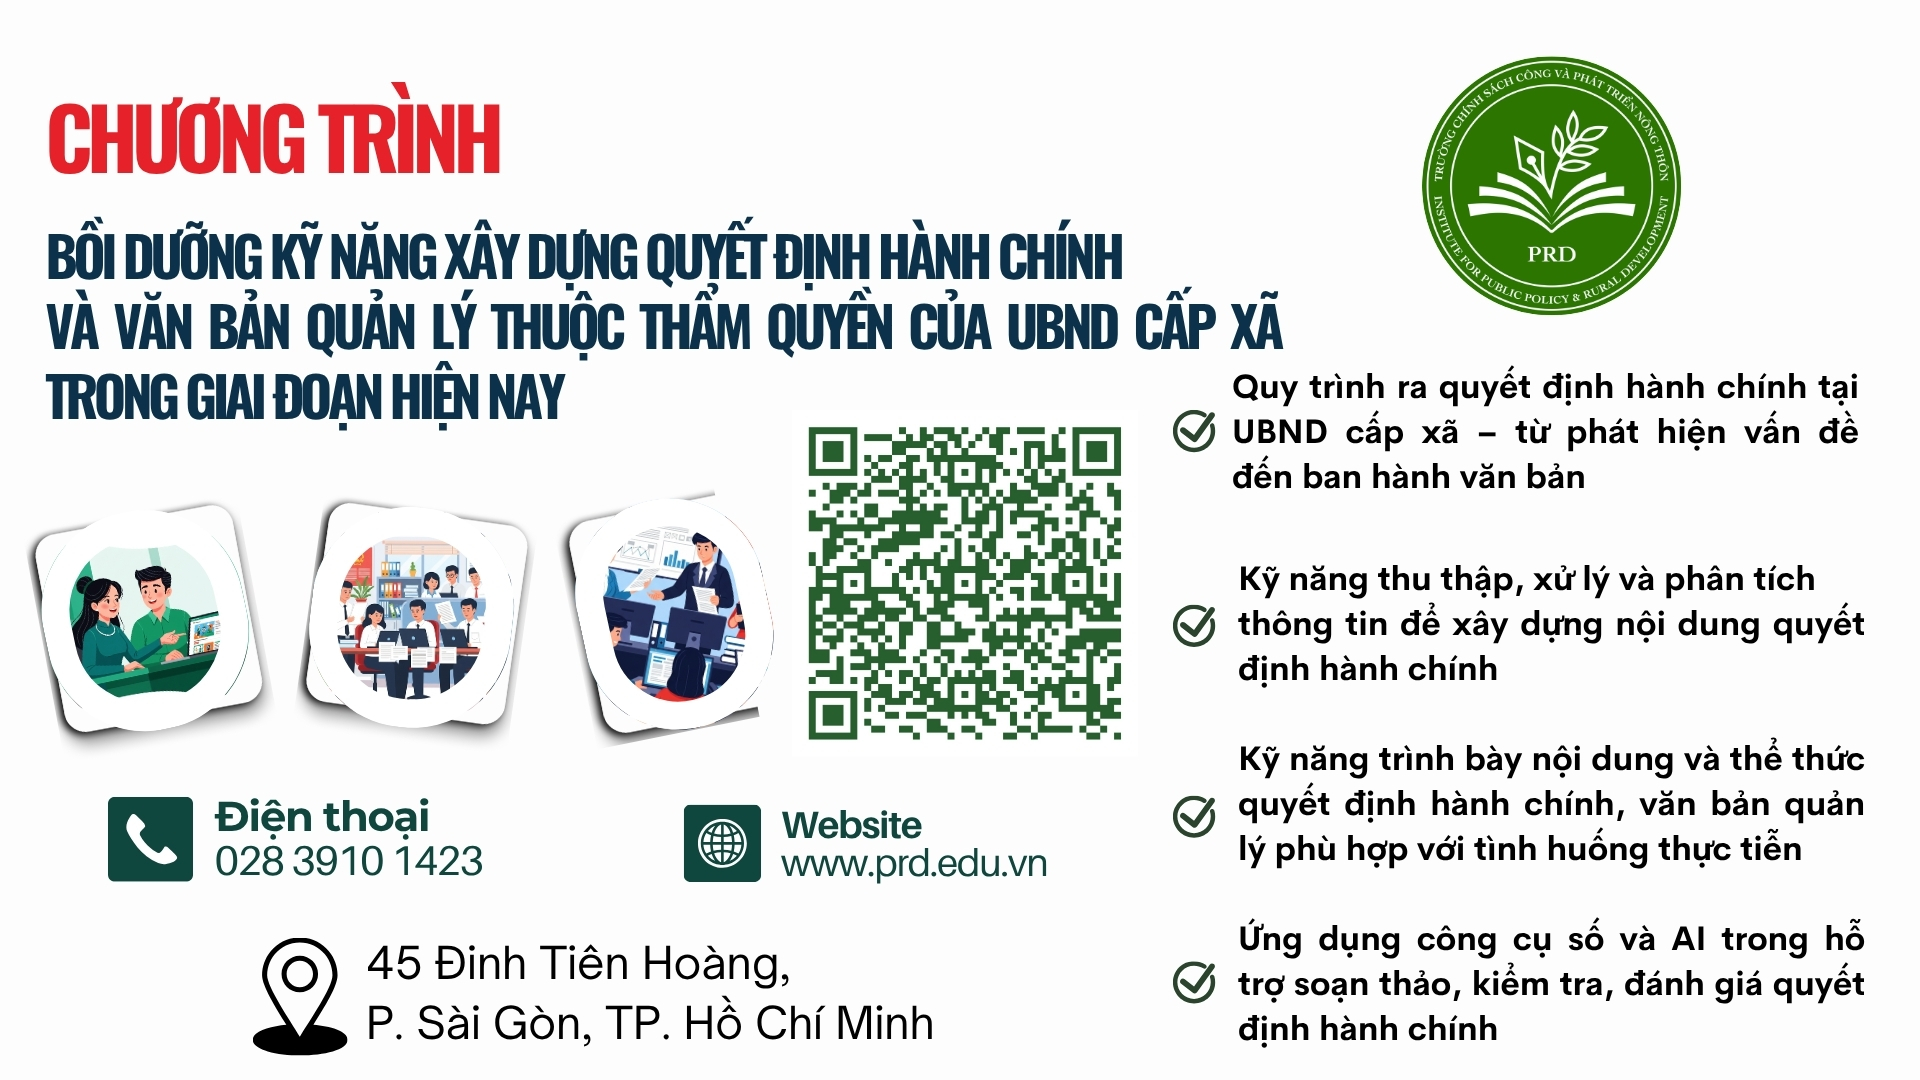 CHƯƠNG TRÌNH
BỒI DƯỠNG KỸ NĂNG XÂY DỰNG QUYẾT ĐỊNH HÀNH CHÍNH
VÀ VĂN BẢN QUẢN LÝ THUỘC THẨM QUYỀN CỦA UBND CẤP XÃ
TRONG GIAI ĐOẠN HIỆN NAY
TRƯỜNG CHÍNH SÁCH CÔNG VÀ PHÁT TRIỂN NÔNG THÔN
PRD
INSTITUTE FOR PUBLIC POLICY & RURAL DEVELOPMENT
Quy trình ra quyết định hành chính tại
UBND cấp xã – từ phát hiện vấn đề
đến ban hành văn bản
Kỹ năng thu thập, xử lý và phân tích
thông tin để xây dựng nội dung quyết
định hành chính
Kỹ năng trình bày nội dung và thể thức
quyết định hành chính, văn bản quản
lý phù hợp với tình huống thực tiễn
Ứng dụng công cụ số và AI trong hỗ
trợ soạn thảo, kiểm tra, đánh giá quyết
định hành chính
Điện thoại
028 3910 1423
Website
www.prd.edu.vn
45 Đinh Tiên Hoàng,
P. Sài Gòn, TP. Hồ Chí Minh